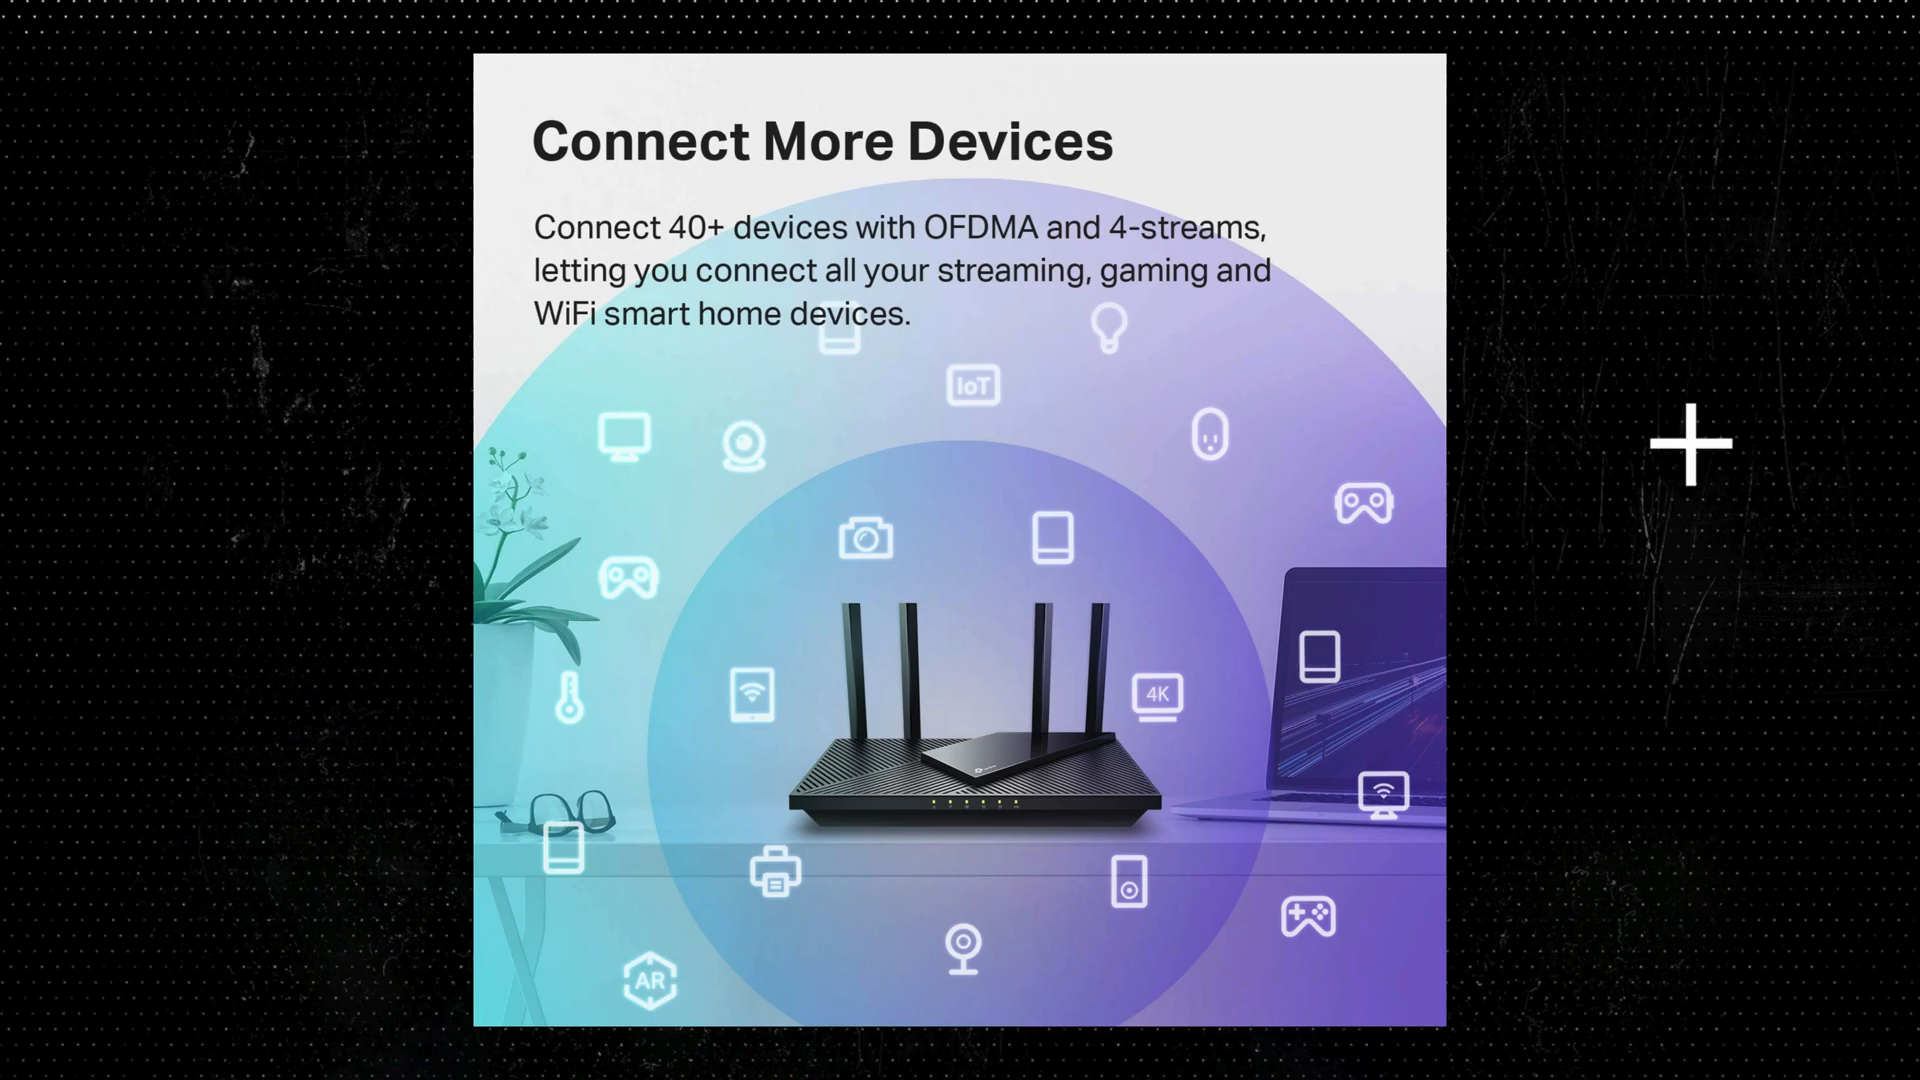 Connect More Devices
Connect 40+ devices with OFDMA and 4-streams,
letting you connect all your streaming, gaming and
WiFi smart home devices.
IoT
4K
AR